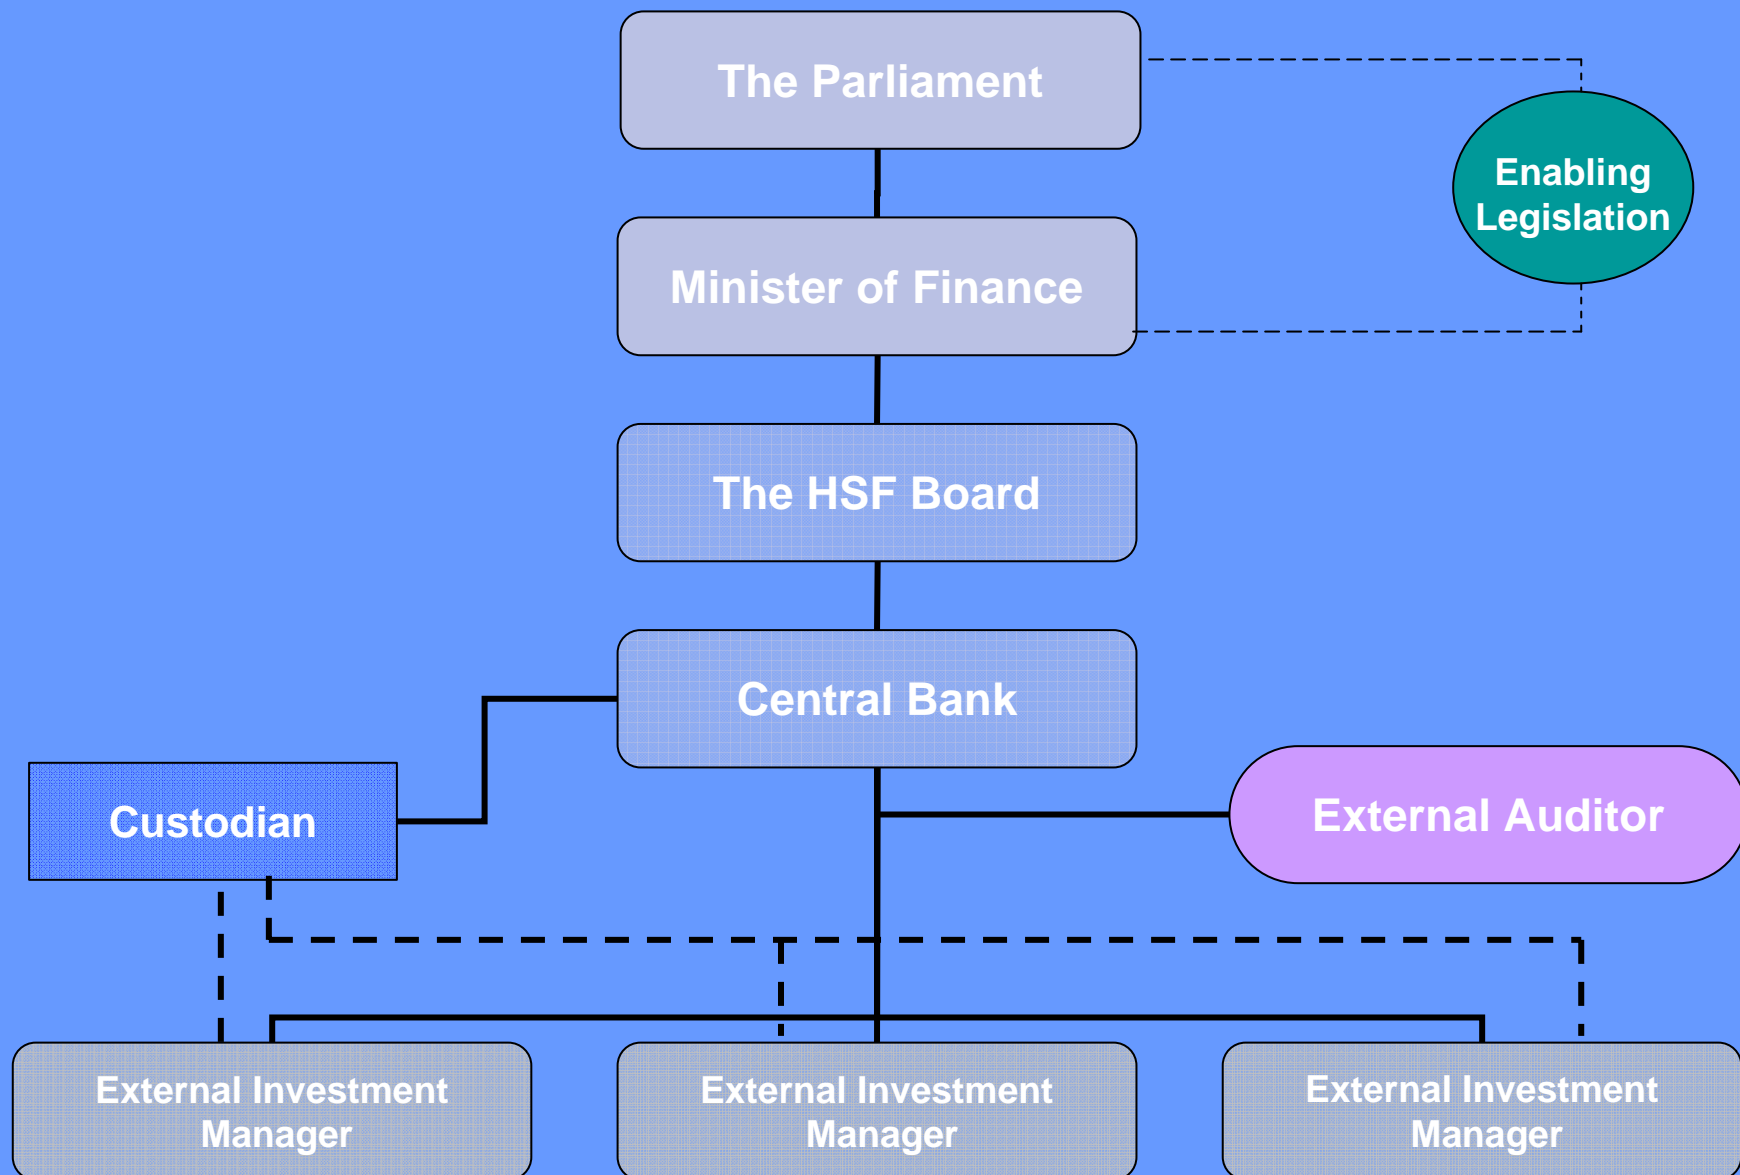 The Parliament
Enabling
Legislation
Minister of Finance
The HSF Board
Central Bank
Custodian
External Auditor
External Investment
Manager
External Investment
Manager
External Investment
Manager